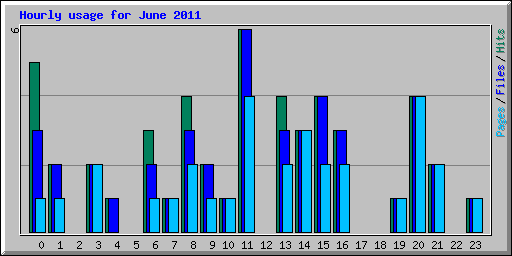 Hourly usage for June 2011
6
Pages / Files / Hits
0 1 2 3 4 5 6 7 8 9 10 11 12 13 14 15 16 17 18 19 20 21 22 23